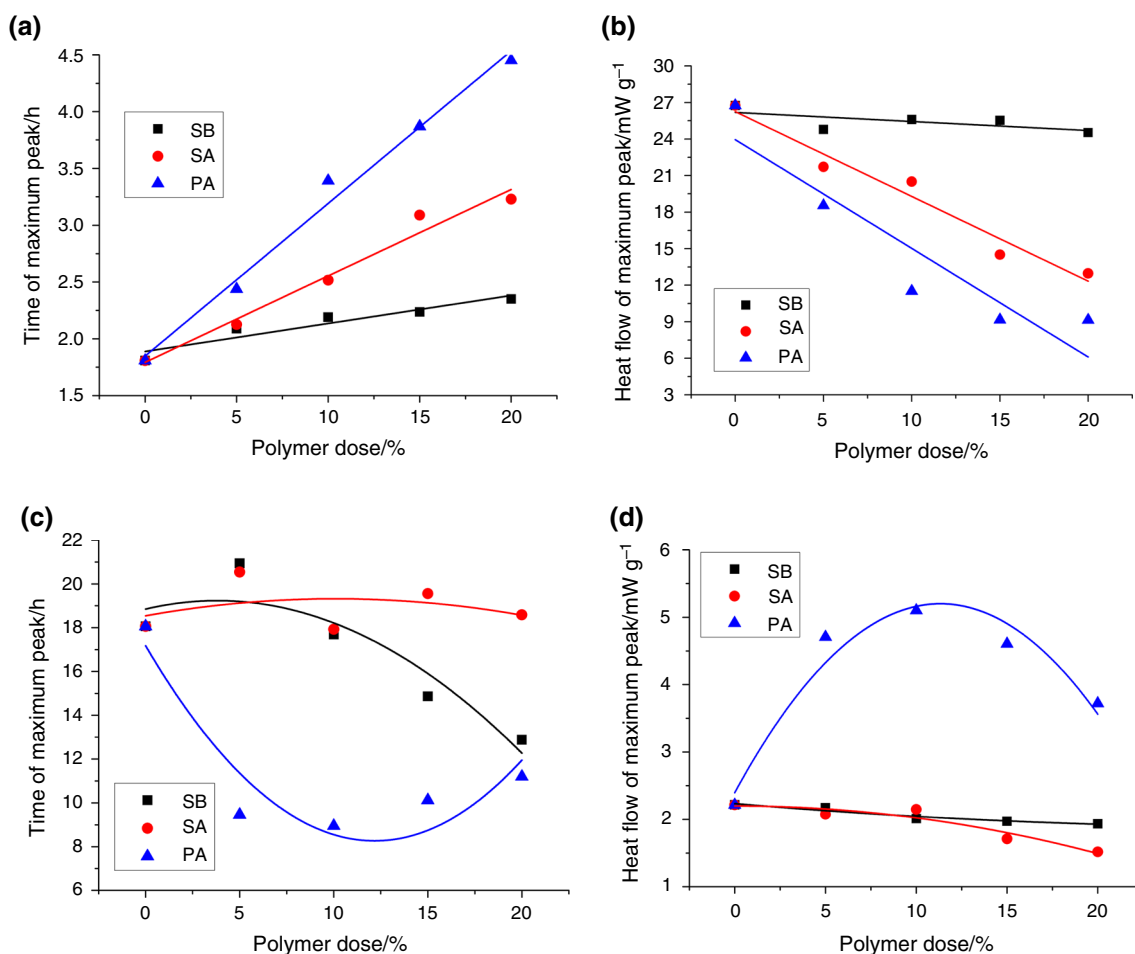 (a)
Time of maximum peak/h
4.5
4.0
3.5
3.0
2.5
2.0
1.5
SB
SA
PA
0 5 10 15 20
Polymer dose/%
(b)
Heat flow of maximum peak/mW g⁻¹
30
27
24
21
18
15
12
9
6
3
SB
SA
PA
0 5 10 15 20
Polymer dose/%
(c)
Time of maximum peak/h
22
20
18
16
14
12
10
8
6
SB
SA
PA
0 5 10 15 20
Polymer dose/%
(d)
Heat flow of maximum peak/mW g⁻¹
6
5
4
3
2
1
SB
SA
PA
0 5 10 15 20
Polymer dose/%